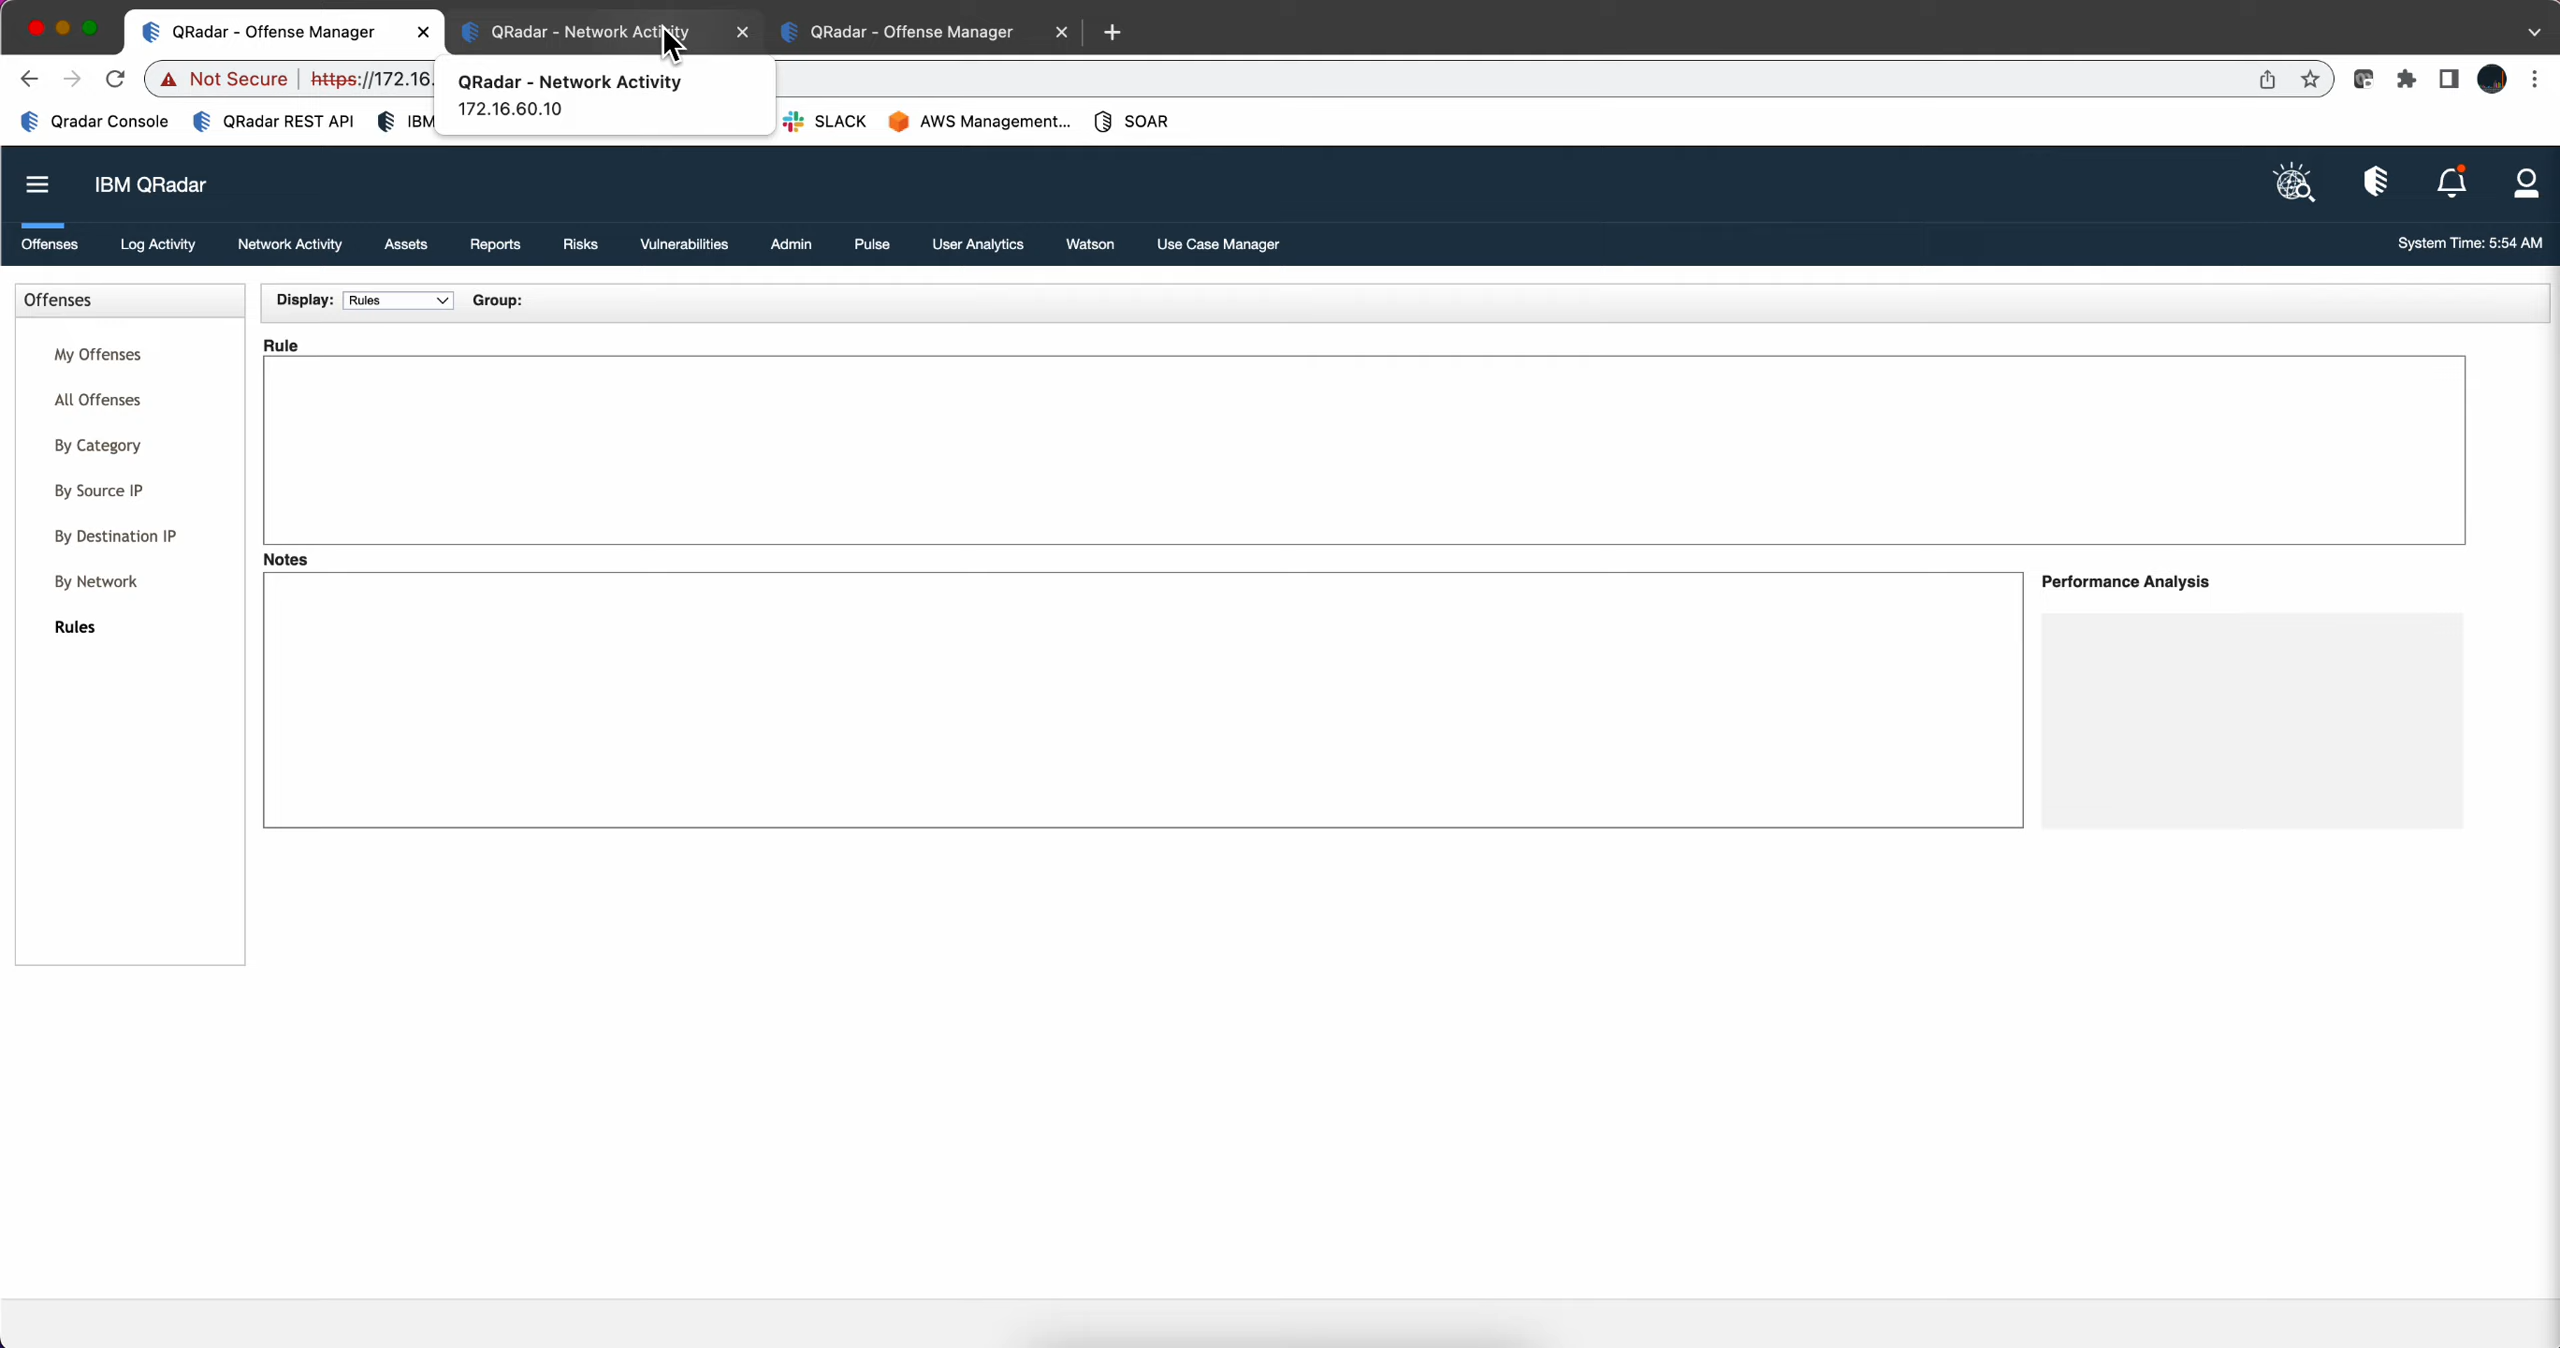 QRadar - Offense Manager
QRadar - Network Activity
QRadar - Offense Manager
Not Secure
https://172.16.
QRadar - Network Activity
172.16.60.10
Qradar Console
QRadar REST API
IBM
SLACK
AWS Management...
SOAR
IBM QRadar
Offenses
Log Activity
Network Activity
Assets
Reports
Risks
Vulnerabilities
Admin
Pulse
User Analytics
Watson
Use Case Manager
System Time: 5:54 AM
Offenses
My Offenses
All Offenses
By Category
By Source IP
By Destination IP
By Network
Rules
Display:
Rules
Group:
Rule
Notes
Performance Analysis